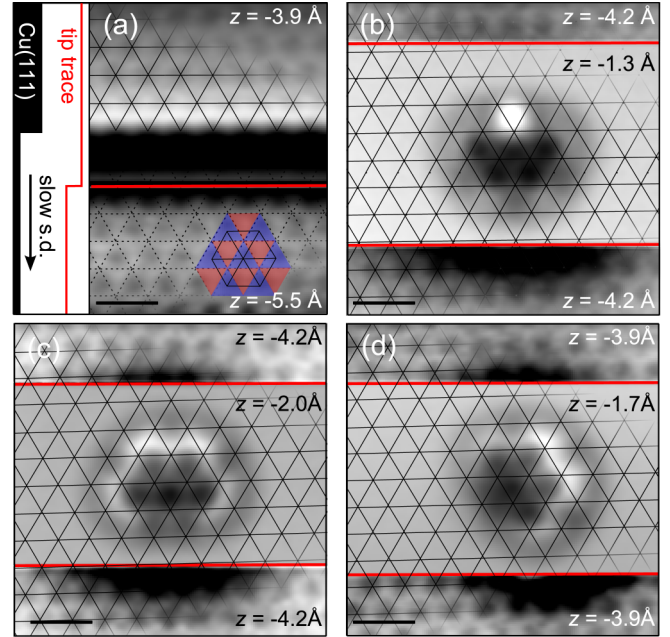 Cu(111)
tip trace
slow s.d.
(a)
z = -3.9 Å
z = -5.5 Å
(b)
z = -4.2 Å
z = -1.3 Å
z = -4.2 Å
(c)
z = -4.2Å
z = -2.0Å
z = -4.2Å
(d)
z = -3.9Å
z = -1.7Å
z = -3.9Å